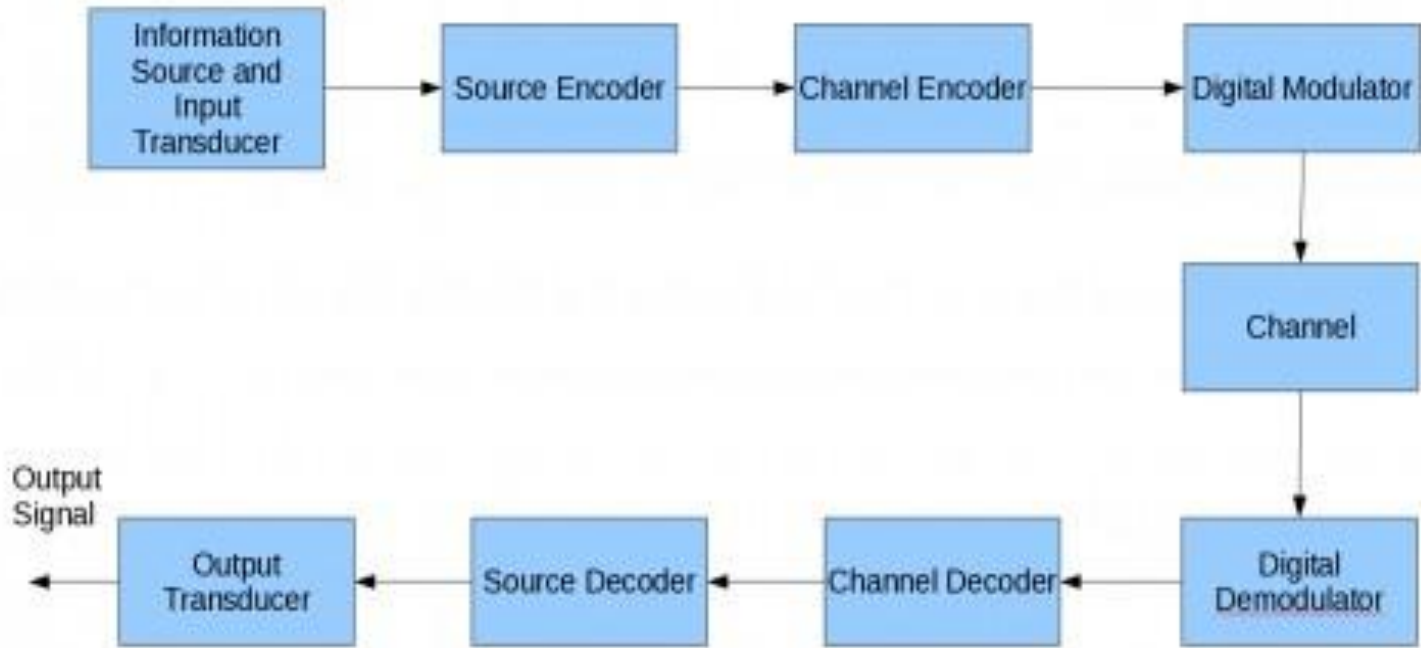 Information
Source and
Input
Transducer
Source Encoder
Channel Encoder
Digital Modulator
Channel
Digital
Demodulator
Channel Decoder
Source Decoder
Output
Transducer
Output
Signal